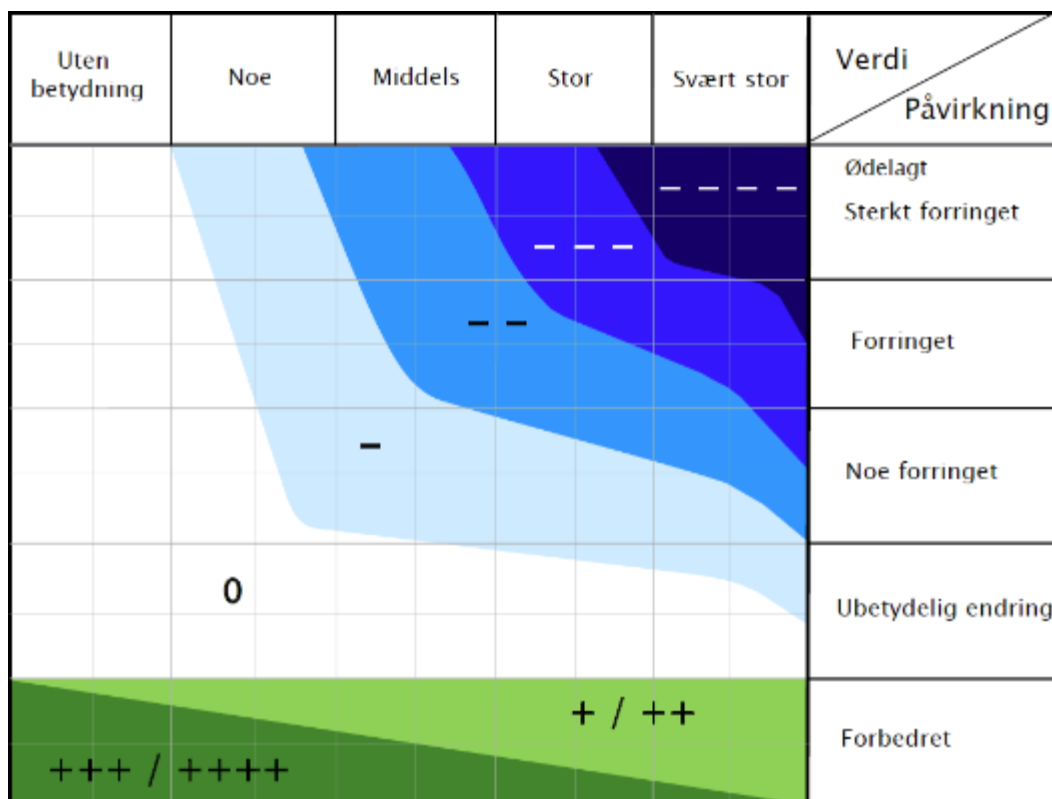 Uten
betydning
Noe
Middels
Stor
Svært stor
Verdi
Påvirkning
Ødelagt
Sterkt forringet
– – – –
– – –
Forringet
– –
Noe forringet
–
Ubetydelig endring
0
Forbedret
+ / ++
+++ / ++++